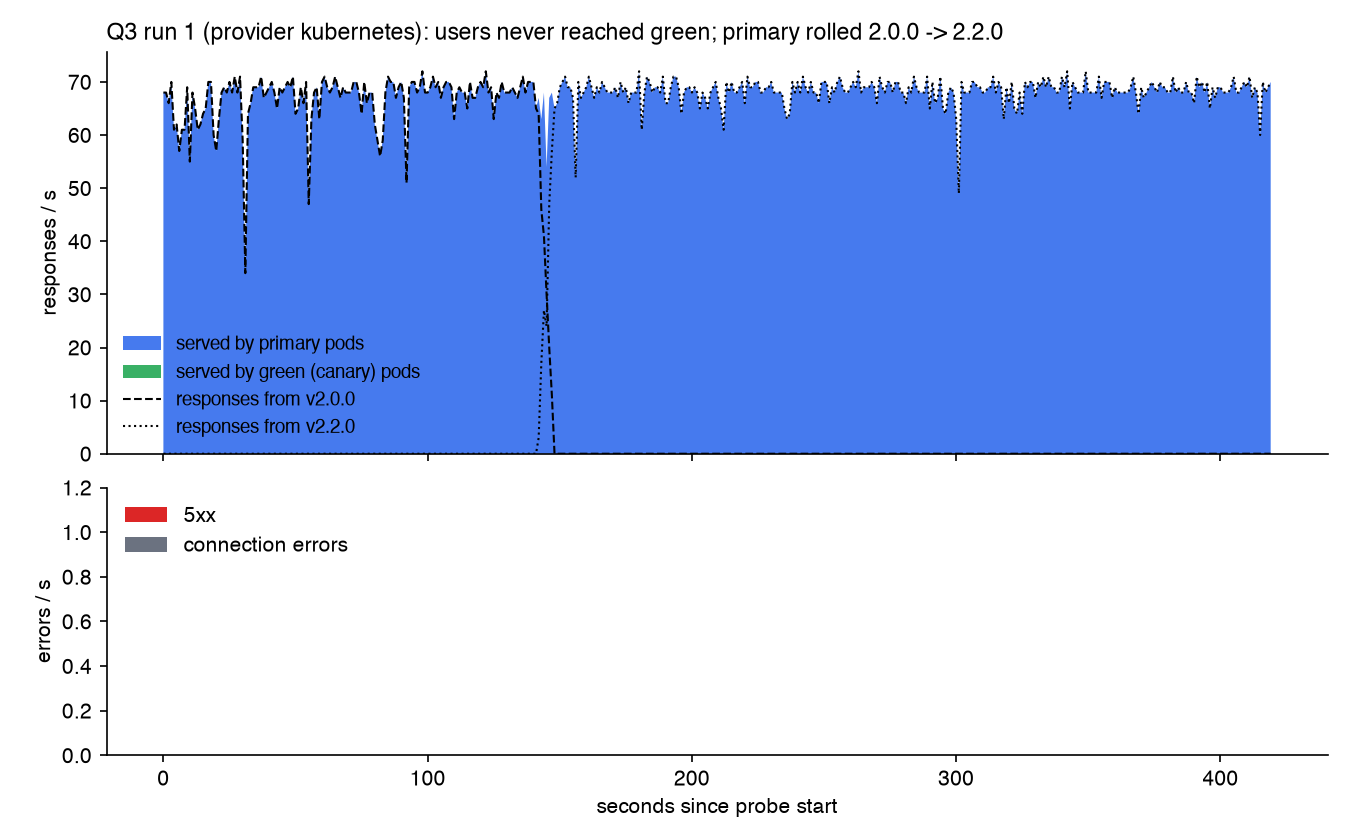 Q3 run 1 (provider kubernetes): users never reached green; primary rolled 2.0.0 -> 2.2.0
responses / s
70
60
50
40
30
20
10
0
served by primary pods
served by green (canary) pods
responses from v2.0.0
responses from v2.2.0
errors / s
1.2
1.0
0.8
0.6
0.4
0.2
0.0
5xx
connection errors
0 100 200 300 400
seconds since probe start